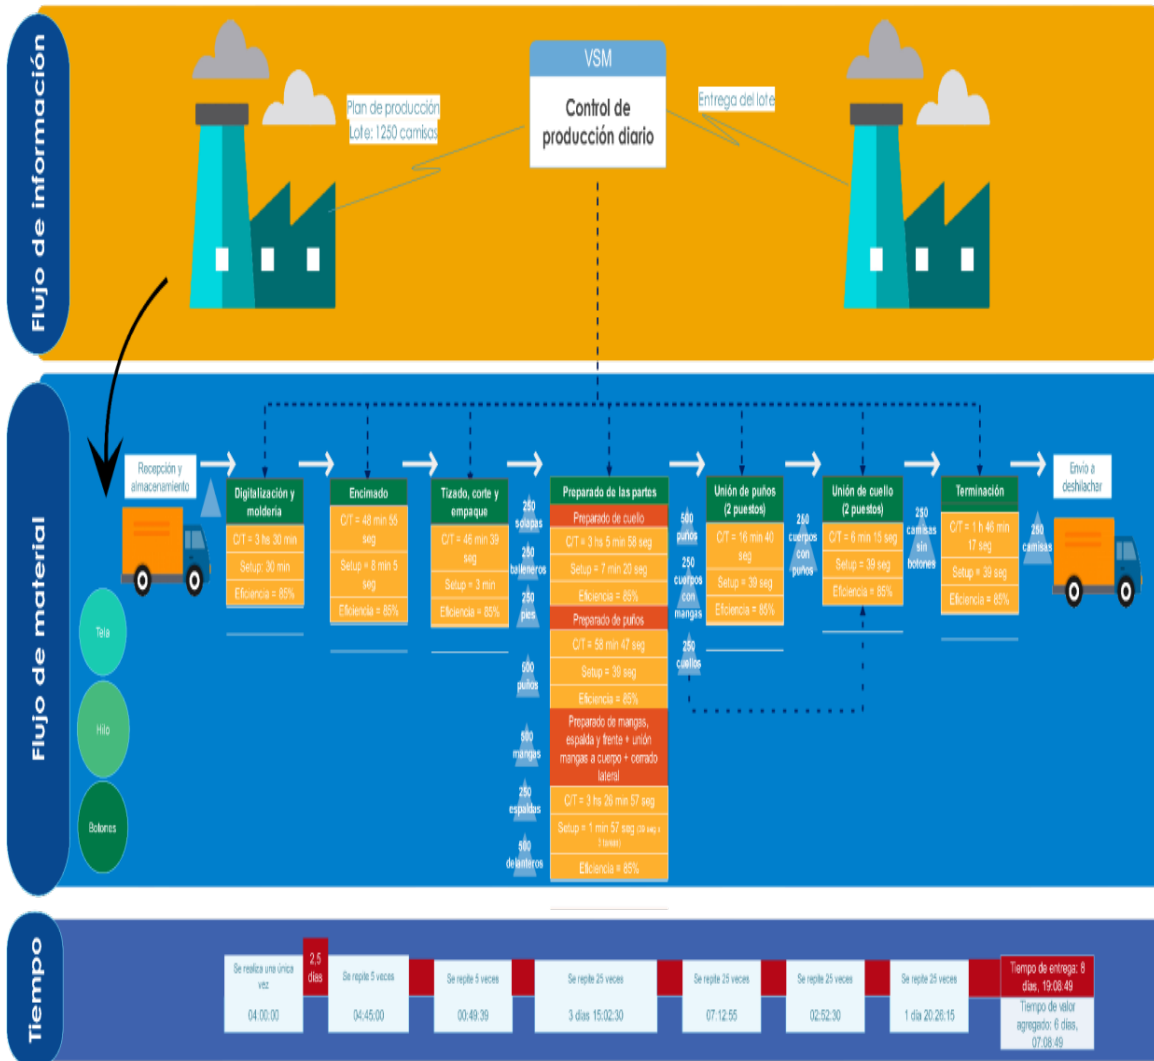 Flujo de información
VSM
Control de
producción diario
Plan de producción
Lote: 1250 camisas
Entrega del lote
Flujo de material
Recepción y
almacenamiento
Tela
Hilo
Botones
Digitalización y
moldería
C/T = 3 hs 30 min
Setup: 30 min
Eficiencia = 85%
Encimado
C/T = 48 min 55
seg
Setup = 8 min 5
seg
Eficiencia = 85%
Tizado, corte y
empaque
C/T = 46 min 39
seg
Setup = 3 min
Eficiencia = 85%
250
solapas
250
balleneros
250
pies
500
puños
500
mangas
250
espaldas
500
delanteros
Preparado de las partes
Preparado de cuello
C/T = 3 hs 5 min 58 seg
Setup = 7 min 20 seg
Eficiencia = 85%
Preparado de puños
C/T = 58 min 47 seg
Setup = 39 seg
Eficiencia = 85%
Preparado de mangas,
espalda y frente + unión
mangas a cuerpo + cerrado
lateral
C/T = 3 hs 26 min 57 seg
Setup = 1 min 57 seg
Eficiencia = 85%
500
puños
250
cuerpos
con
mangas
250
cuellos
Unión de puños
(2 puestos)
C/T = 16 min 40
seg
Setup = 39 seg
Eficiencia = 85%
250
cuerpos
con
puños
Unión de cuello
(2 puestos)
C/T = 6 min 15 seg
Setup = 39 seg
Eficiencia = 85%
250
camisas
sin
botones
Terminación
C/T = 1 h 46 min
17 seg
Setup = 39 seg
Eficiencia = 85%
250
camisas
Envío a
deshilachar
Tiempo
Se realiza una única
vez
04:00:00
2,5
días
Se repite 5 veces
04:45:00
Se repite 5 veces
00:49:39
Se repite 25 veces
3 días 15:02:30
Se repite 25 veces
07:12:55
Se repite 25 veces
02:52:30
Se repite 25 veces
1 día 20:26:15
Tiempo de entrega: 8
días, 19:08:49
Tiempo de valor
agregado: 6 días,
07:08:49